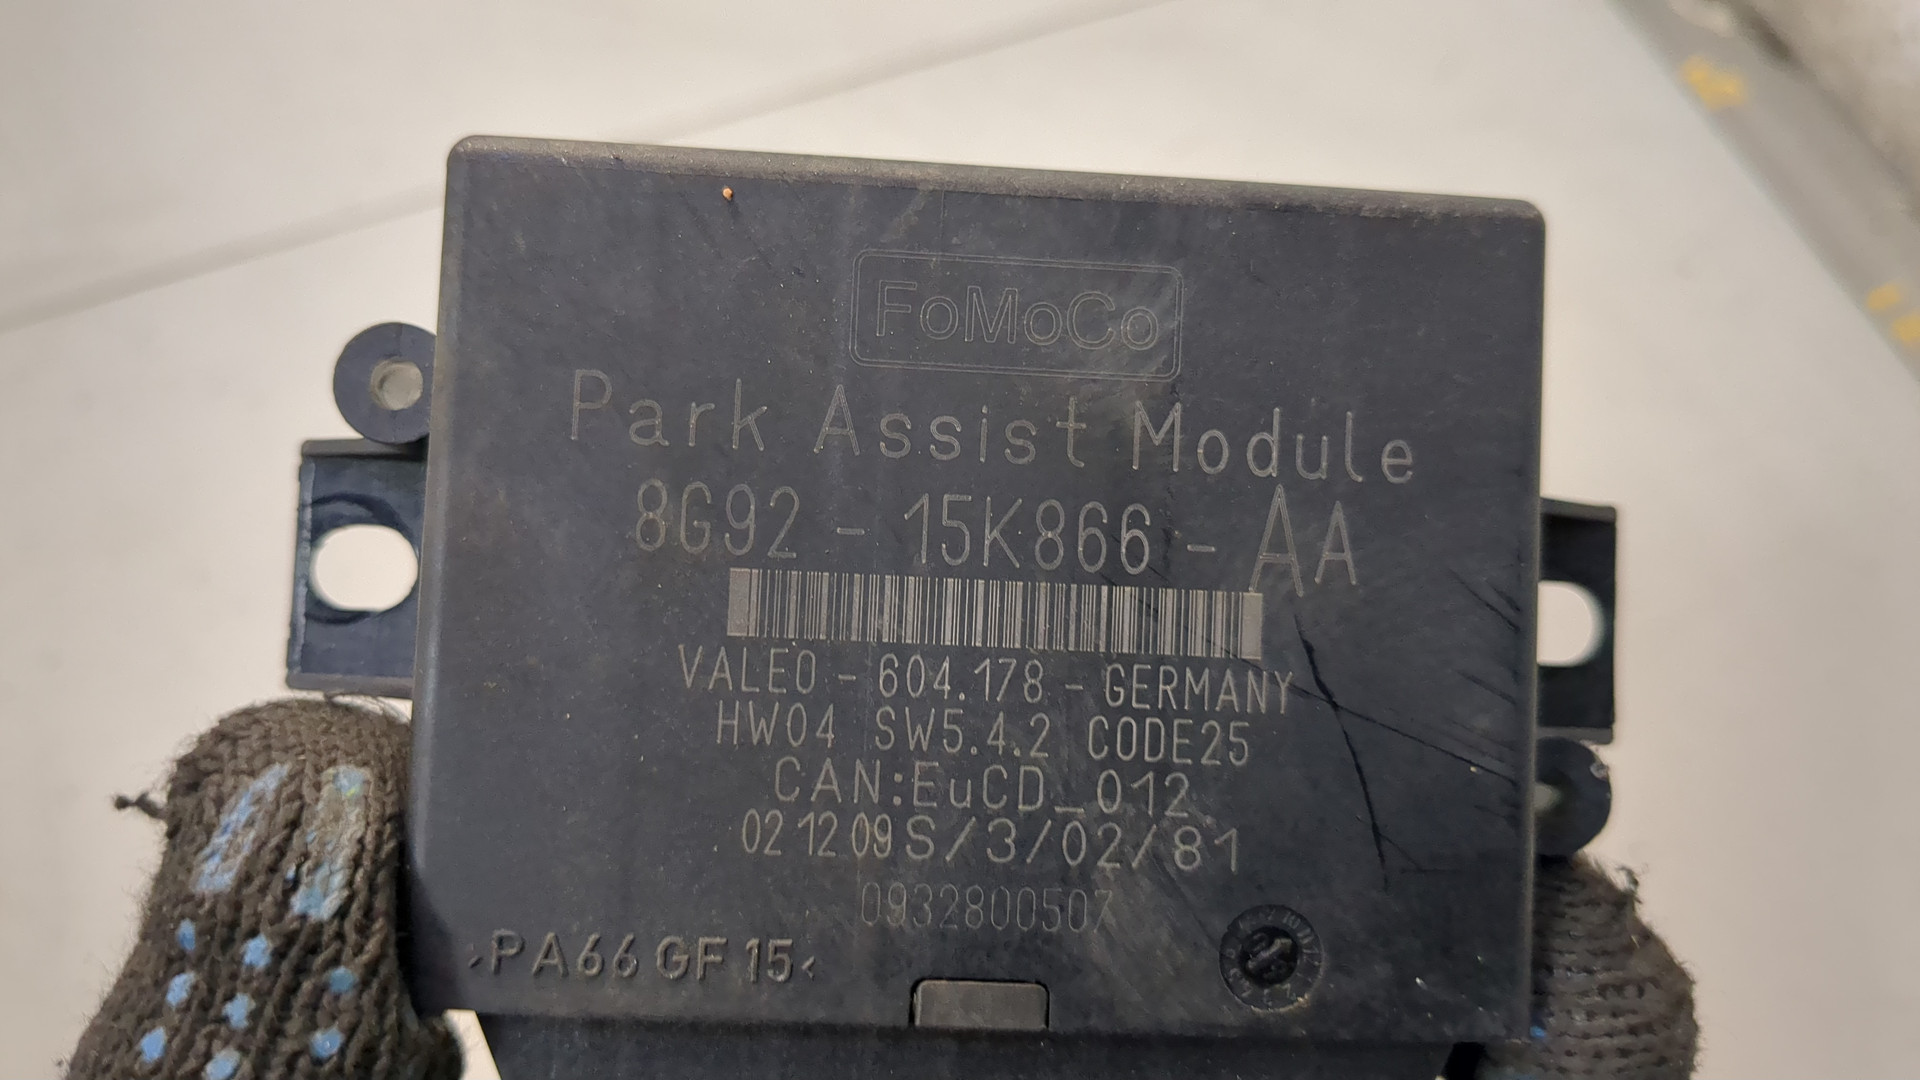 FoMoCo
Park Assist Module
8G92 - 15K866 - AA
VALEO - 604.178 - GERMANY
HW04 SW5.4.2 CODE25
CAN:EuCD_012
02 12 09 S/3/02/81
0932800507
>PA66 GF 15<